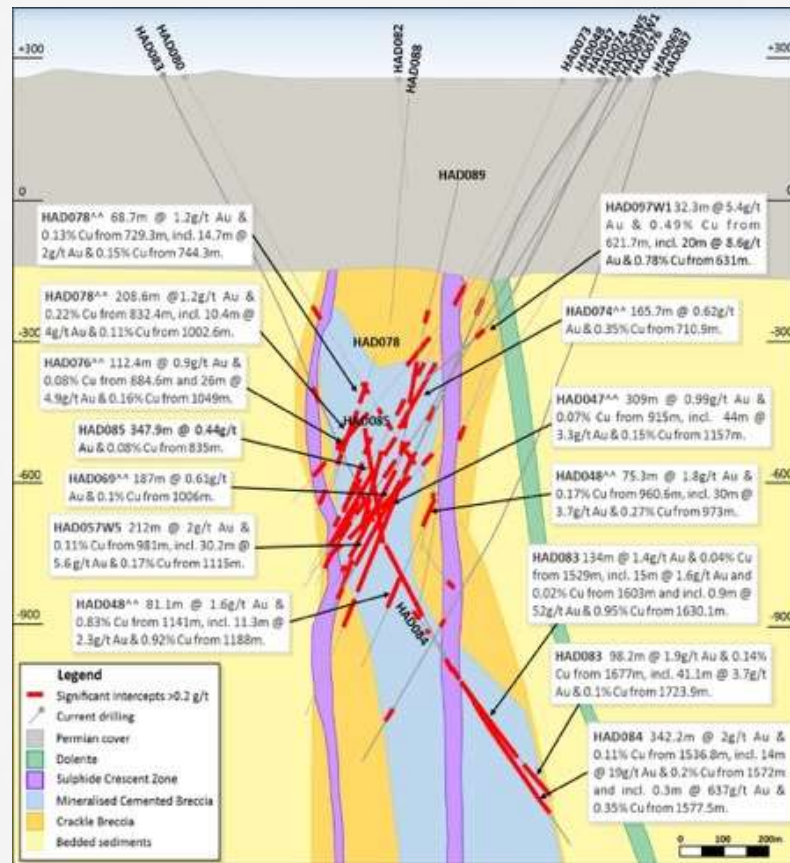 HAD083
HAD080
HAD082
HAD088
HAD073
HAD048
HAD047
HAD074
HAD076
HAD069
HAD087
+300
+300
0
0
HAD089
HAD078^^ 68.7m @ 1.2g/t Au &
0.13% Cu from 729.3m, incl. 14.7m @
2g/t Au & 0.15% Cu from 744.3m.
HAD097W1 32.3m @ 5.4g/t
Au & 0.49% Cu from
621.7m, incl. 20m @ 8.6g/t
Au & 0.78% Cu from 631m.
HAD078^^ 208.6m @1.2g/t Au &
0.22% Cu from 832.4m, incl. 10.4m @
4g/t Au & 0.11% Cu from 1002.6m.
HAD074^^ 165.7m @ 0.62g/t
Au & 0.35% Cu from 710.9m.
-300
-300
HAD078
HAD076^^ 112.4m @ 0.9g/t Au &
0.08% Cu from 884.6m and 26m @
4.9g/t Au & 0.16% Cu from 1049m.
HAD047^^ 309m @ 0.99g/t Au &
0.07% Cu from 915m, incl. 44m @
3.3g/t Au & 0.15% Cu from 1157m.
HAD085
HAD085 347.9m @ 0.44g/t
Au & 0.08% Cu from 835m.
HAD069^^ 187m @ 0.61g/t
Au & 0.1% Cu from 1006m.
HAD048^^ 75.3m @ 1.8g/t Au &
0.17% Cu from 960.6m, incl. 30m @
3.7g/t Au & 0.27% Cu from 973m.
-600
-600
HAD057W5 212m @ 2g/t Au &
0.11% Cu from 981m, incl. 30.2m @
5.6 g/t Au & 0.17% Cu from 1115m.
HAD083 134m @ 1.4g/t Au & 0.04% Cu
from 1529m, incl. 15m @ 1.6g/t Au and
0.02% Cu from 1603m and incl. 0.9m @
52g/t Au & 0.95% Cu from 1630.1m.
HAD048^^ 81.1m @ 1.6g/t Au &
0.83% Cu from 1141m, incl. 11.3m @
2.3g/t Au & 0.92% Cu from 1188m.
HAD084
-900
-900
HAD083 98.2m @ 1.9g/t Au & 0.14%
Cu from 1677m, incl. 41.1m @ 3.7g/t
Au & 0.1% Cu from 1723.9m.
HAD084 342.2m @ 2g/t Au &
0.11% Cu from 1536.8m, incl. 14m
@ 19g/t Au & 0.2% Cu from 1572m
and incl. 0.3m @ 637g/t Au &
0.35% Cu from 1577.5m.
Legend
Significant intercepts >0.2 g/t
Current drilling
Permian cover
Dolente
Sulphide Crescent Zone
Mineralised Cemented Breccia
Crackle Breccia
Bedded sediments
0 100 200m